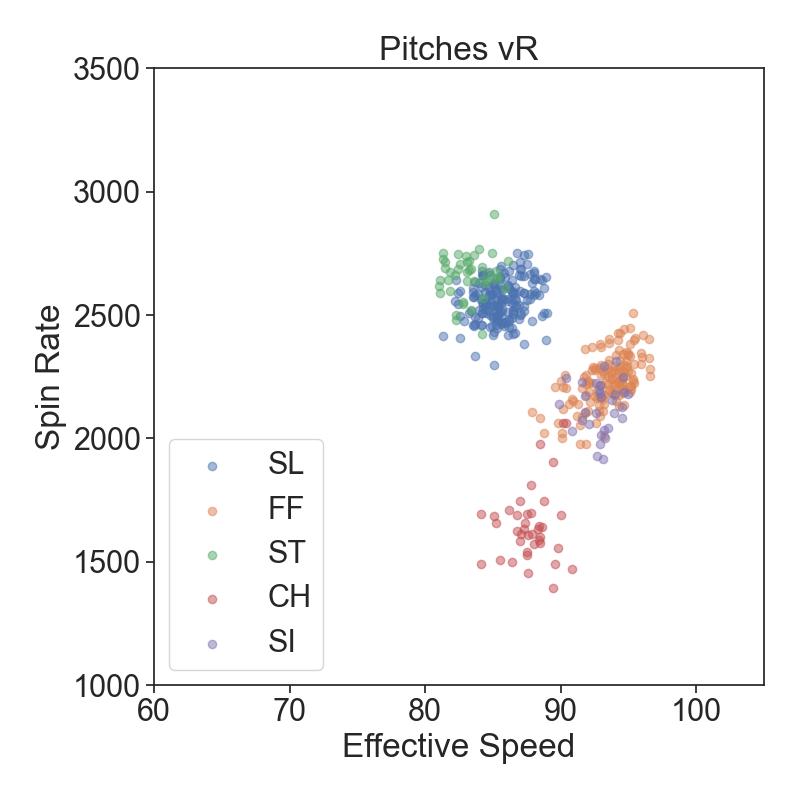 Pitches vR
3500
3000
2500
2000
1500
1000
Spin Rate
SL
FF
ST
CH
SI
60 70 80 90 100
Effective Speed